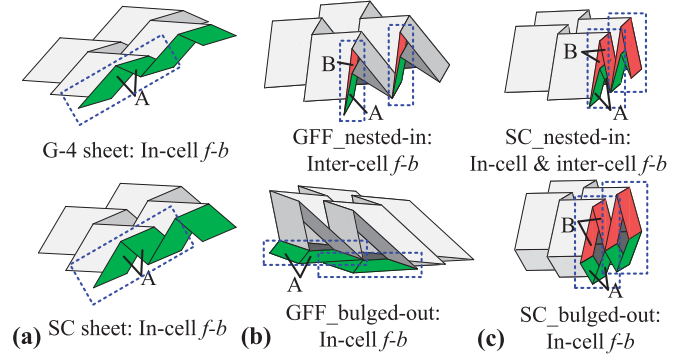 A
G-4 sheet: In-cell f-b
B
A
GFF_nested-in:
Inter-cell f-b
B
A
SC_nested-in:
In-cell & inter-cell f-b
A
(a) SC sheet: In-cell f-b
A
(b) GFF_bulged-out:
In-cell f-b
B
A
(c) SC_bulged-out:
In-cell f-b